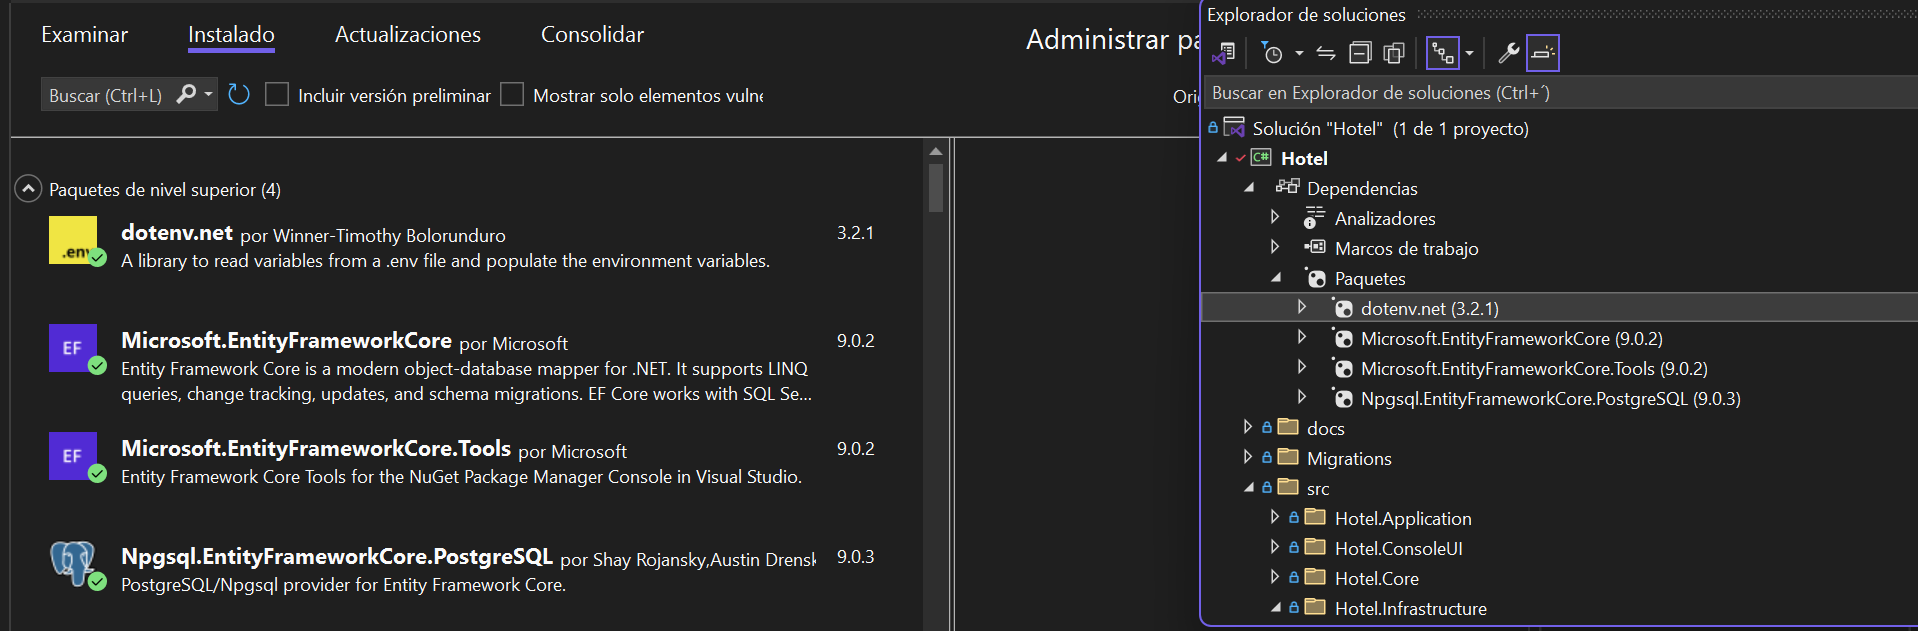 Examinar
Instalado
Actualizaciones
Consolidar
Administrar pa
Buscar (Ctrl+L)
Incluir versión preliminar
Mostrar solo elementos vulne
Orig
Paquetes de nivel superior (4)
.env
dotenv.net por Winner-Timothy Bolorunduro
3.2.1
A library to read variables from a .env file and populate the environment variables.
EF
Microsoft.EntityFrameworkCore por Microsoft
9.0.2
Entity Framework Core is a modern object-database mapper for .NET. It supports LINQ
queries, change tracking, updates, and schema migrations. EF Core works with SQL Se...
EF
Microsoft.EntityFrameworkCore.Tools por Microsoft
9.0.2
Entity Framework Core Tools for the NuGet Package Manager Console in Visual Studio.
Npgsql.EntityFrameworkCore.PostgreSQL por Shay Rojansky,Austin Drensk
9.0.3
PostgreSQL/Npgsql provider for Entity Framework Core.
Explorador de soluciones
Buscar en Explorador de soluciones (Ctrl+´)
Solución "Hotel" (1 de 1 proyecto)
C# Hotel
Dependencias
Analizadores
Marcos de trabajo
Paquetes
dotenv.net (3.2.1)
Microsoft.EntityFrameworkCore (9.0.2)
Microsoft.EntityFrameworkCore.Tools (9.0.2)
Npgsql.EntityFrameworkCore.PostgreSQL (9.0.3)
docs
Migrations
src
Hotel.Application
Hotel.ConsoleUI
Hotel.Core
Hotel.Infrastructure